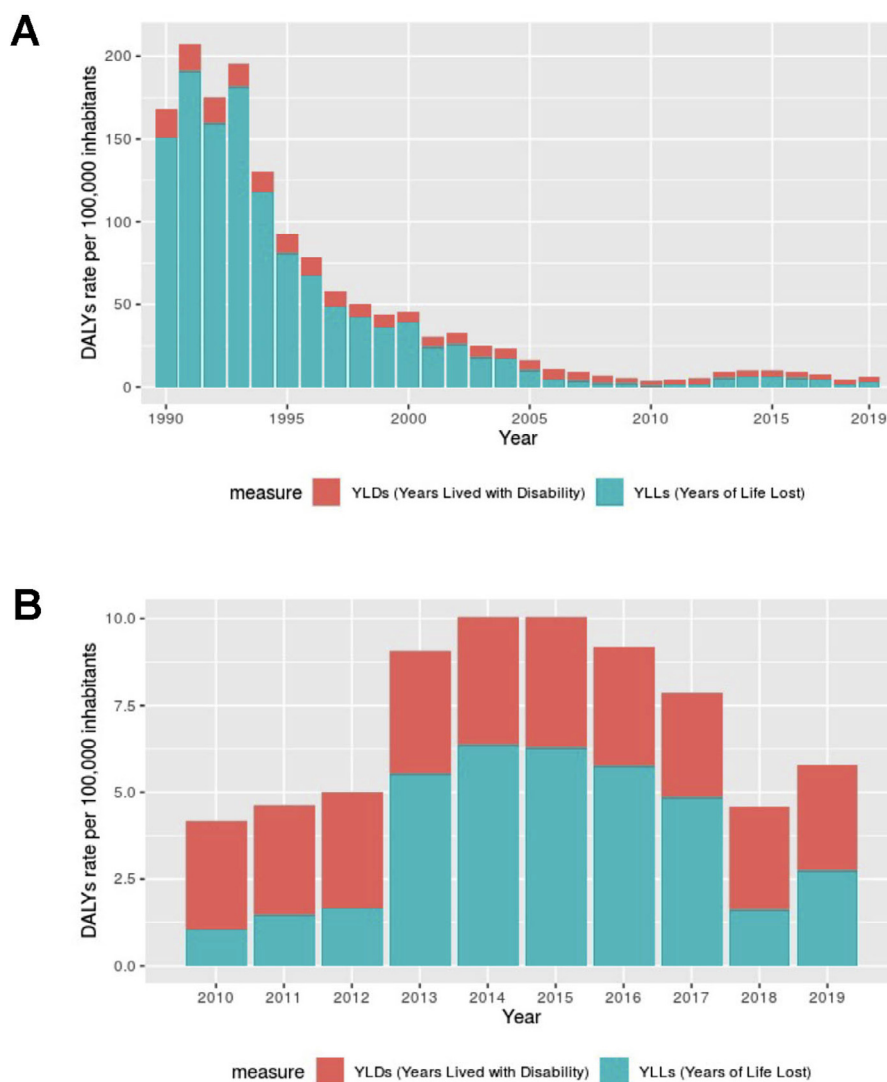 A
DALYs rate per 100,000 inhabitants
200
150
100
50
0
1990 1995 2000 2005 2010 2015 2019
Year
measure YLDs (Years Lived with Disability) YLLs (Years of Life Lost)
B
DALYs rate per 100,000 inhabitants
10.0
7.5
5.0
2.5
0.0
2010 2011 2012 2013 2014 2015 2016 2017 2018 2019
Year
measure YLDs (Years Lived with Disability) YLLs (Years of Life Lost)